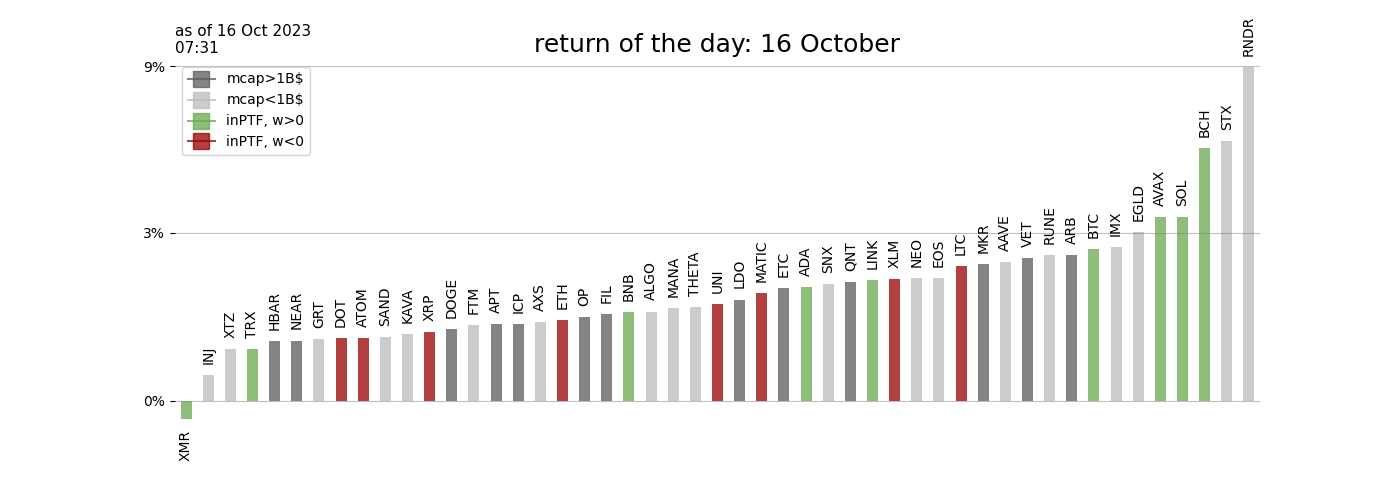 as of 16 Oct 2023
07:31
return of the day: 16 October
9%
3%
0%
mcap>1B$
mcap<1B$
inPTF, w>0
inPTF, w<0
XMR
INJ
XTZ
TRX
HBAR
NEAR
GRT
DOT
ATOM
SAND
KAVA
XRP
DOGE
FTM
APT
ICP
AXS
ETH
OP
FIL
BNB
ALGO
MANA
THETA
UNI
LDO
MATIC
ETC
ADA
SNX
QNT
LINK
XLM
NEO
EOS
LTC
MKR
AAVE
VET
RUNE
ARB
BTC
IMX
EGLD
AVAX
SOL
BCH
STX
RNDR